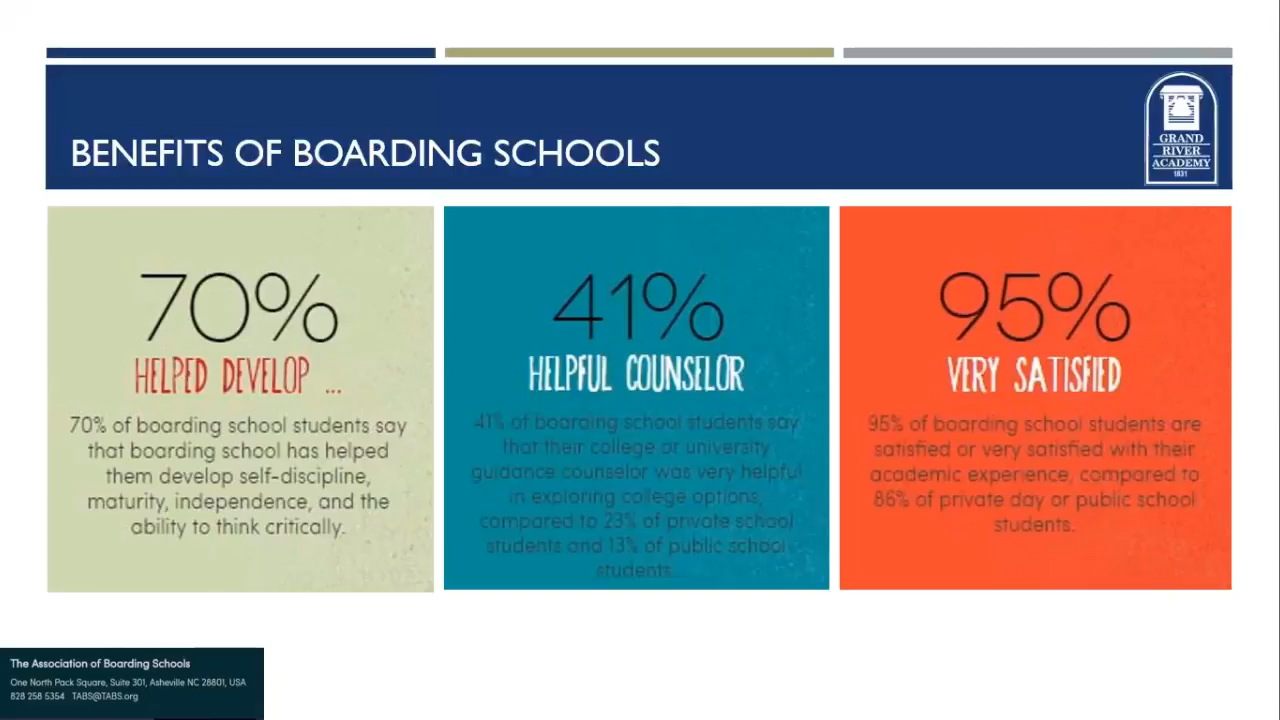 BENEFITS OF BOARDING SCHOOLS
GRAND
RIVER
ACADEMY
1831
70%
HELPED DEVELOP ...
70% of boarding school students say
that boarding school has helped
them develop self-discipline,
maturity, independence, and the
ability to think critically.
41%
HELPFUL COUNSELOR
41% of boarding school students say
that their college or university
guidance counselor was very helpful
in exploring college options,
compared to 23% of private school
students and 13% of public school
students...
95%
VERY SATISFIED
95% of boarding school students are
satisfied or very satisfied with their
academic experience, compared to
86% of private day or public school
students.
The Association of Boarding Schools
One North Pack Square, Suite 301, Asheville NC 28801, USA
828 258 5354 TABS@TABS.org